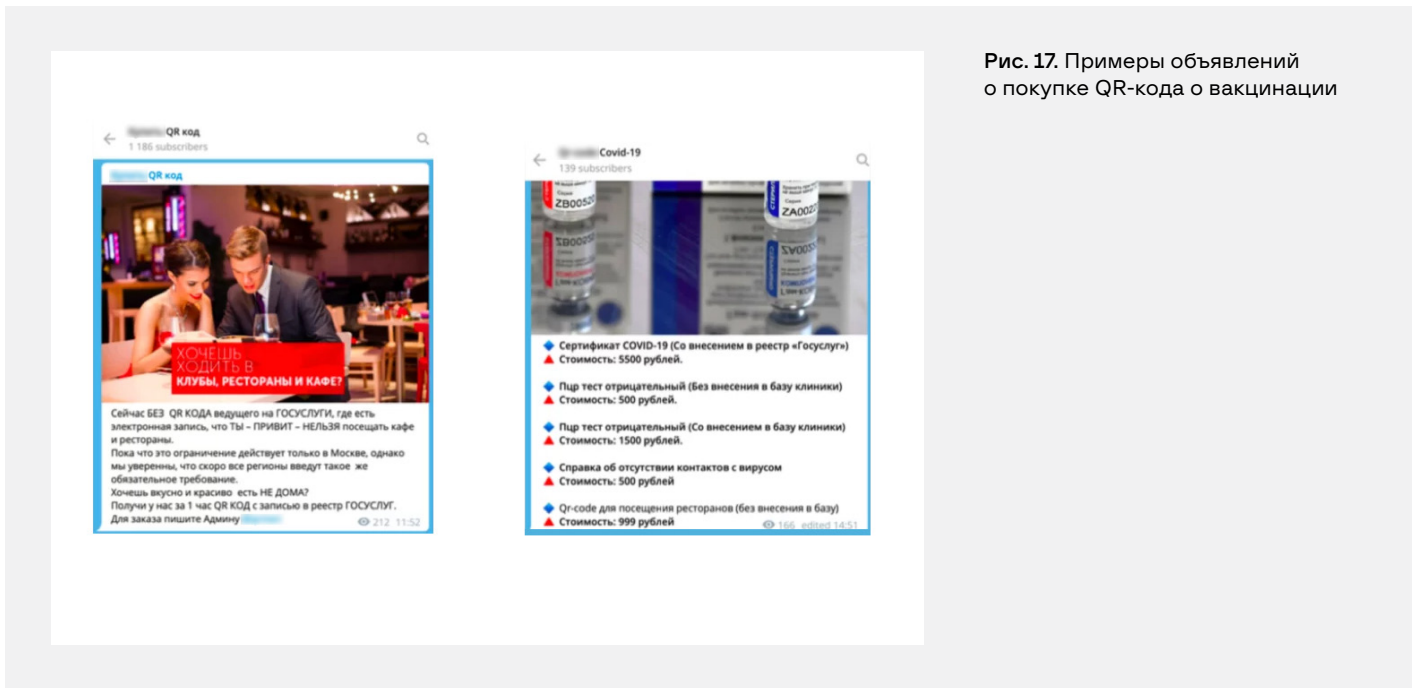 Рис. 17. Примеры объявлений
о покупке QR-кода о вакцинации
QR код
1 186 subscribers
QR код
ХОЧЕШЬ
ХОДИТЬ В
КЛУБЫ, РЕСТОРАНЫ И КАФЕ?
Сейчас БЕЗ QR КОДА ведущего на ГОСУСЛУГИ, где есть
электронная запись, что ТЫ – ПРИВИТ – НЕЛЬЗЯ посещать кафе
и рестораны.
Пока что это ограничение действует только в Москве, однако
мы уверенны, что скоро все регионы введут такое же
обязательное требование.
Хочешь вкусно и красиво есть НЕ ДОМА?
Получи у нас за 1 час QR КОД с записью в реестр ГОСУСЛУГ.
Для заказа пишите Админу
212 11:52
Covid-19
139 subscribers
Серия
ZB00520
Серия
ZA0022
🔹 Сертификат COVID-19 (Со внесением в реестр «Госуслуг»)
🔺 Стоимость: 5500 рублей.
🔹 Пцр тест отрицательный (Без внесения в базу клиники)
🔺 Стоимость: 500 рублей.
🔹 Пцр тест отрицательный (Со внесением в базу клиники)
🔺 Стоимость: 1500 рублей.
🔹 Справка об отсутствии контактов с вирусом
🔺 Стоимость: 500 рублей
🔹 Qr-code для посещения ресторанов (без внесения в базу)
🔺 Стоимость: 999 рублей
166 edited 14:51